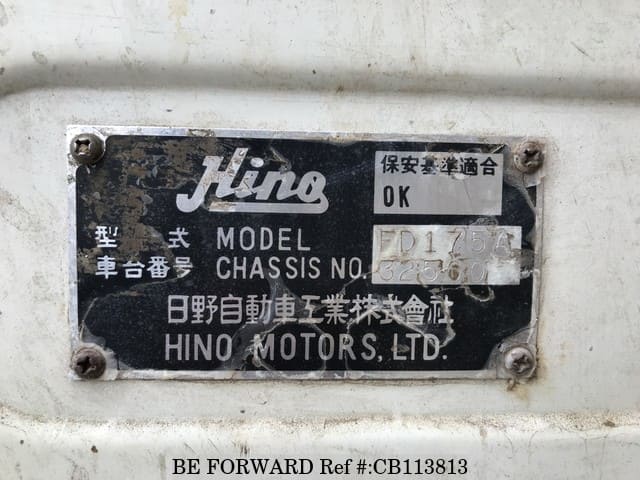 Hino
保安基準適合
OK
型 式 MODEL FD175A
車台番号 CHASSIS NO.
日野自動車工業株式會社
HINO MOTORS, LTD.
BE FORWARD Ref #:CB113813